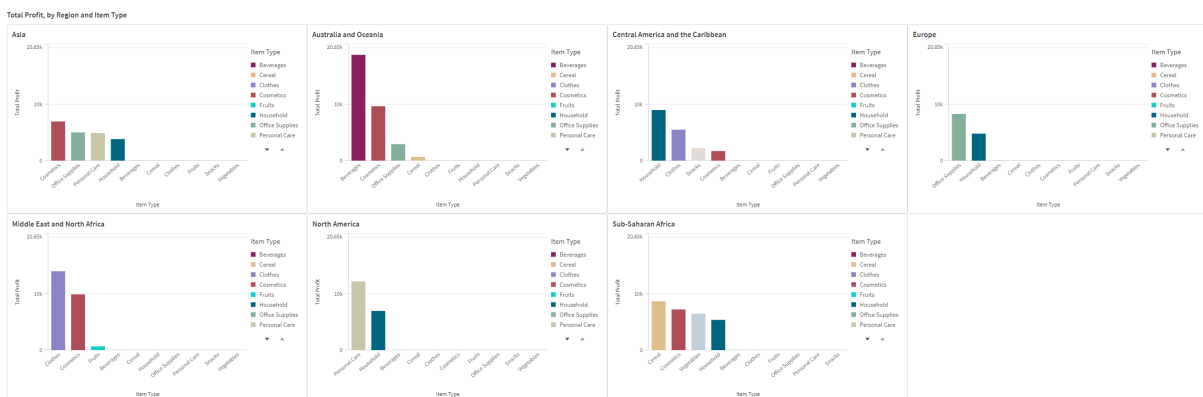 Total Profit, by Region and Item Type
Asia
20.65k
10k
0
Total Profit
Cosmetics
Office Supplies
Personal Care
Household
Beverages
Cereal
Clothes
Fruits
Snacks
Vegetables
Item Type
Item Type
Beverages
Cereal
Clothes
Cosmetics
Fruits
Household
Office Supplies
Personal Care
Australia and Oceania
20.65k
10k
0
Total Profit
Beverages
Cosmetics
Office Supplies
Cereal
Clothes
Fruits
Household
Personal Care
Snacks
Vegetables
Item Type
Item Type
Beverages
Cereal
Clothes
Cosmetics
Fruits
Household
Office Supplies
Personal Care
Central America and the Caribbean
20.65k
10k
0
Total Profit
Household
Clothes
Snacks
Cosmetics
Beverages
Cereal
Fruits
Office Supplies
Personal Care
Vegetables
Item Type
Item Type
Beverages
Cereal
Clothes
Cosmetics
Fruits
Household
Office Supplies
Personal Care
Europe
20.65k
10k
0
Total Profit
Office Supplies
Household
Beverages
Cereal
Clothes
Cosmetics
Fruits
Personal Care
Snacks
Vegetables
Item Type
Item Type
Beverages
Cereal
Clothes
Cosmetics
Fruits
Household
Office Supplies
Personal Care
Middle East and North Africa
20.65k
10k
0
Total Profit
Clothes
Cosmetics
Fruits
Beverages
Cereal
Household
Office Supplies
Personal Care
Snacks
Vegetables
Item Type
Item Type
Beverages
Cereal
Clothes
Cosmetics
Fruits
Household
Office Supplies
Personal Care
North America
20.65k
10k
0
Total Profit
Personal Care
Household
Beverages
Cereal
Clothes
Cosmetics
Fruits
Office Supplies
Snacks
Vegetables
Item Type
Item Type
Beverages
Cereal
Clothes
Cosmetics
Fruits
Household
Office Supplies
Personal Care
Sub-Saharan Africa
20.65k
10k
0
Total Profit
Cereal
Cosmetics
Vegetables
Household
Beverages
Clothes
Fruits
Office Supplies
Personal Care
Snacks
Item Type
Item Type
Beverages
Cereal
Clothes
Cosmetics
Fruits
Household
Office Supplies
Personal Care